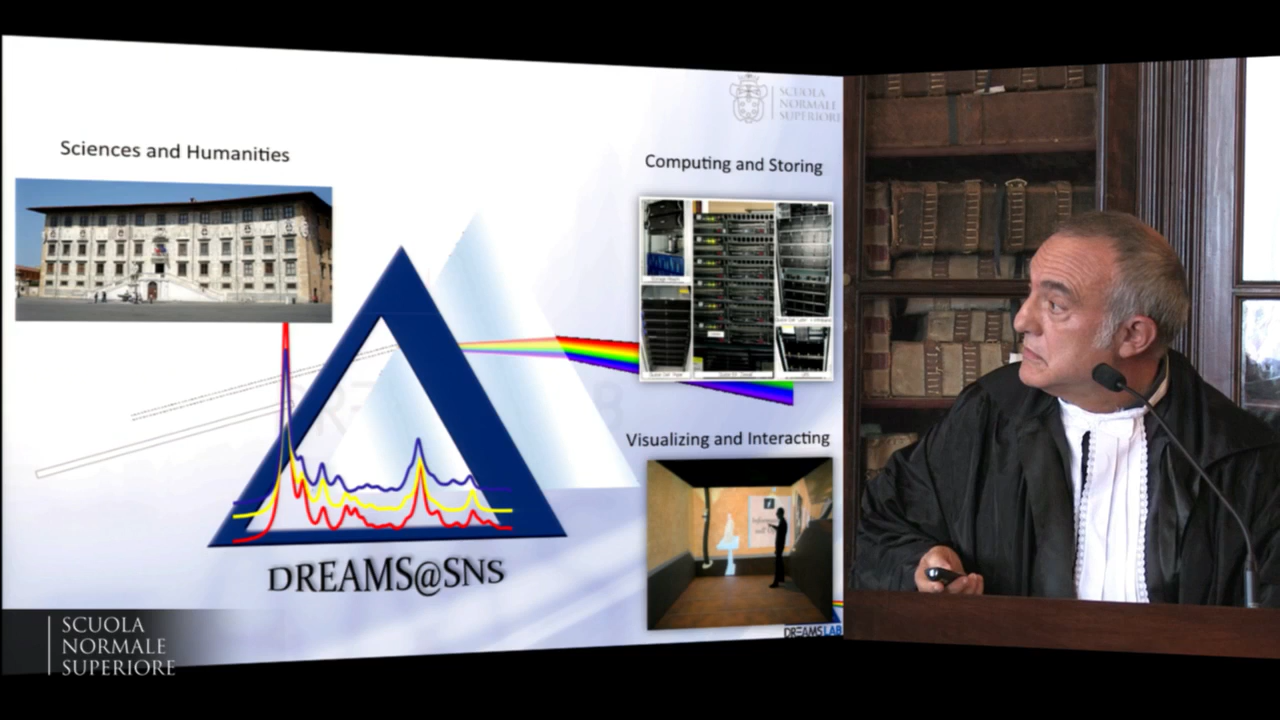 SCUOLA
NORMALE
SUPERIORE
Sciences and Humanities
Computing and Storing
Visualizing and Interacting
DREAMS@SNS
DREAMSLAB
SCUOLA
NORMALE
SUPERIORE